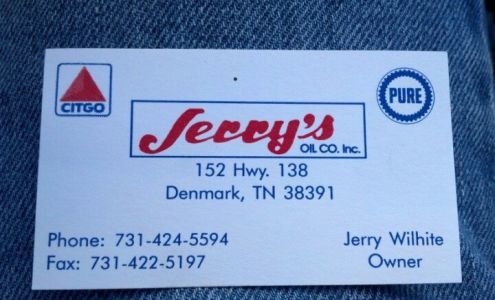 CITGO
PURE
Jerry's
OIL CO. Inc.
152 Hwy. 138
Denmark, TN 38391
Phone: 731-424-5594
Fax: 731-422-5197
Jerry Wilhite
Owner